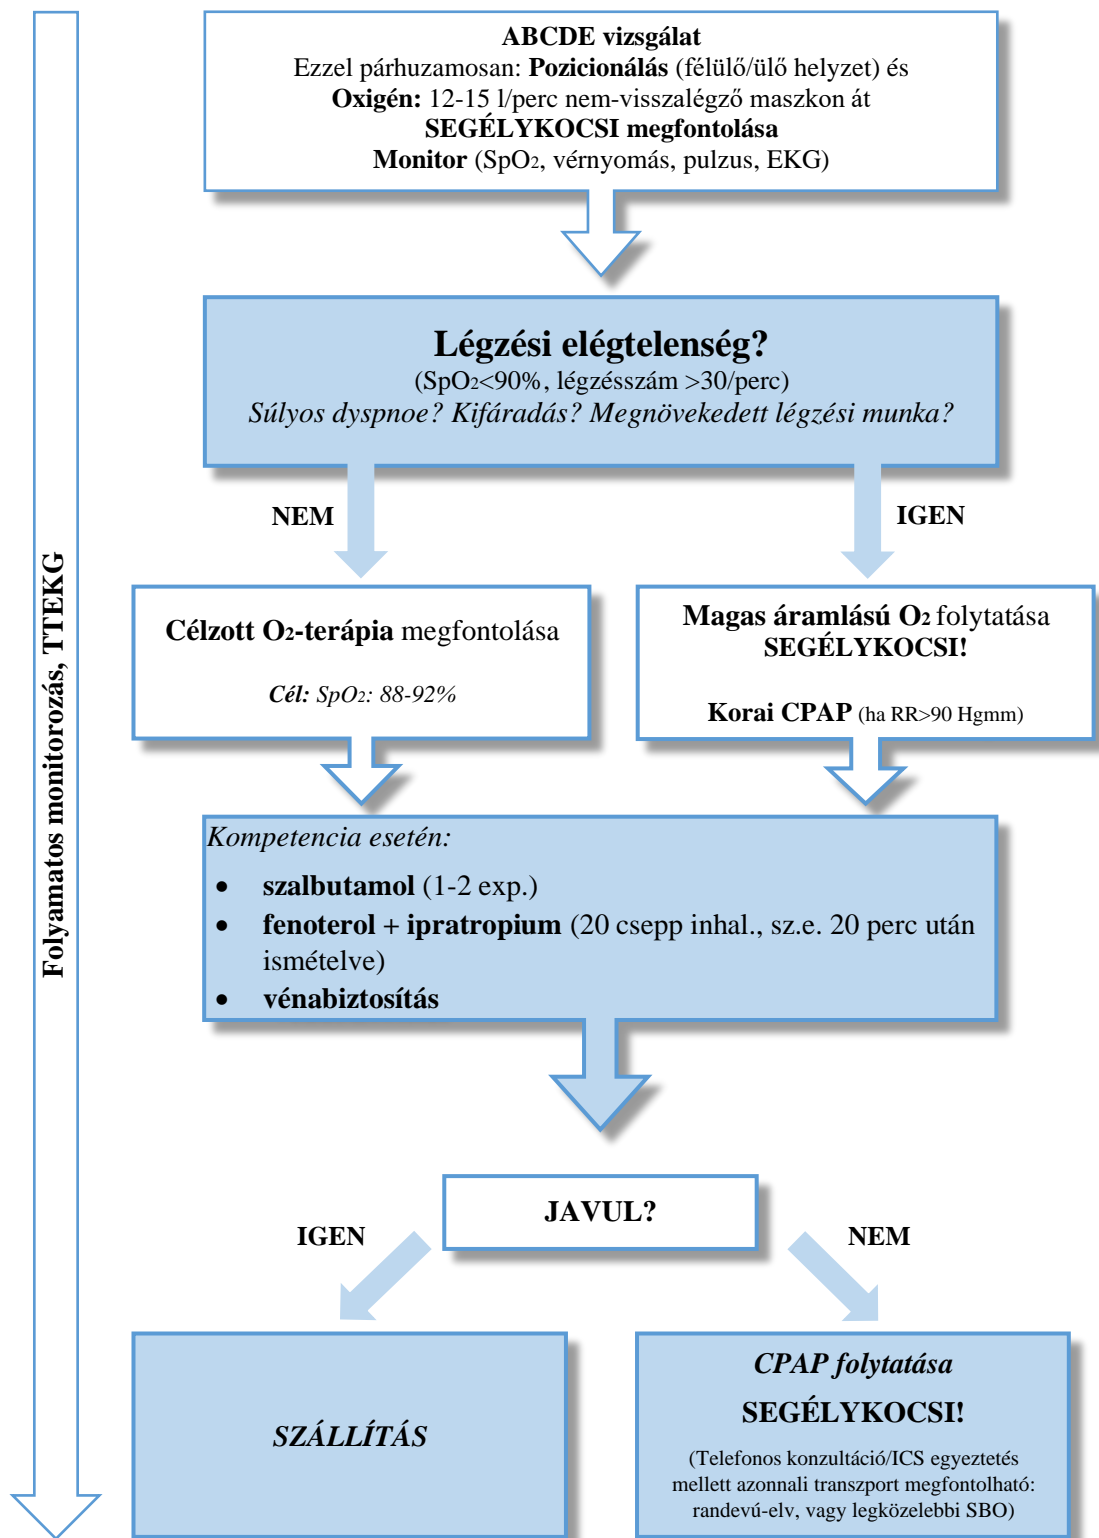 ABCDE vizsgálat
Ezzel párhuzamosan: Pozicionálás (félülő/ülő helyzet) és
Oxigén: 12-15 l/perc nem-visszalégző maszkon át
SEGÉLYKOCSI megfontolása
Monitor (SpO2, vérnyomás, pulzus, EKG)
Légzési elégtelenség?
(SpO2<90%, légzésszám >30/perc)
Súlyos dyspnoe? Kifáradás? Megnövekedett légzési munka?
NEM
IGEN
Folyamatos monitorozás, TTEKG
Célzott O2-terápia megfontolása
Cél: SpO2: 88-92%
Magas áramlású O2 folytatása
SEGÉLYKOCSI!
Korai CPAP (ha RR>90 Hgmm)
Kompetencia esetén:
• szalbutamol (1-2 exp.)
• fenoterol + ipratropium (20 csepp inhal., sz.e. 20 perc után
ismételve)
• vénabiztosítás
JAVUL?
IGEN
NEM
SZÁLLÍTÁS
CPAP folytatása
SEGÉLYKOCSI!
(Telefonos konzultáció/ICS egyeztetés
mellett azonnali transzport megfontolható:
randevú-elv, vagy legközelebbi SBO)